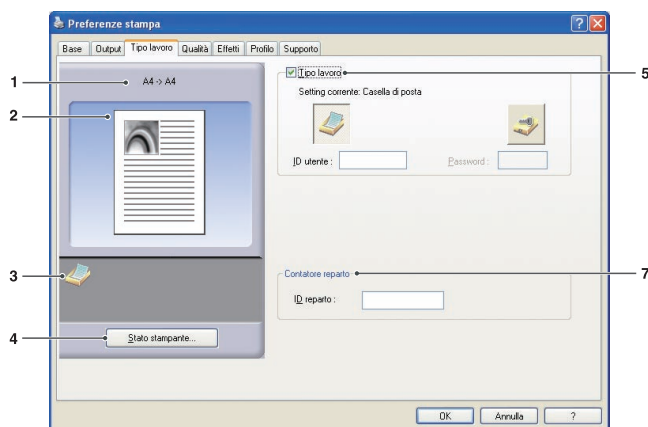 Preferenze stampa
Base Output Tipo lavoro Qualità Effetti Profilo Supporto
1
A4 -> A4
2
3
4
Stato stampante...
Tipo lavoro
5
Setting corrente: Casella di posta
ID utente :
Password :
Contatore reparto
7
ID reparto :
OK Annulla ?